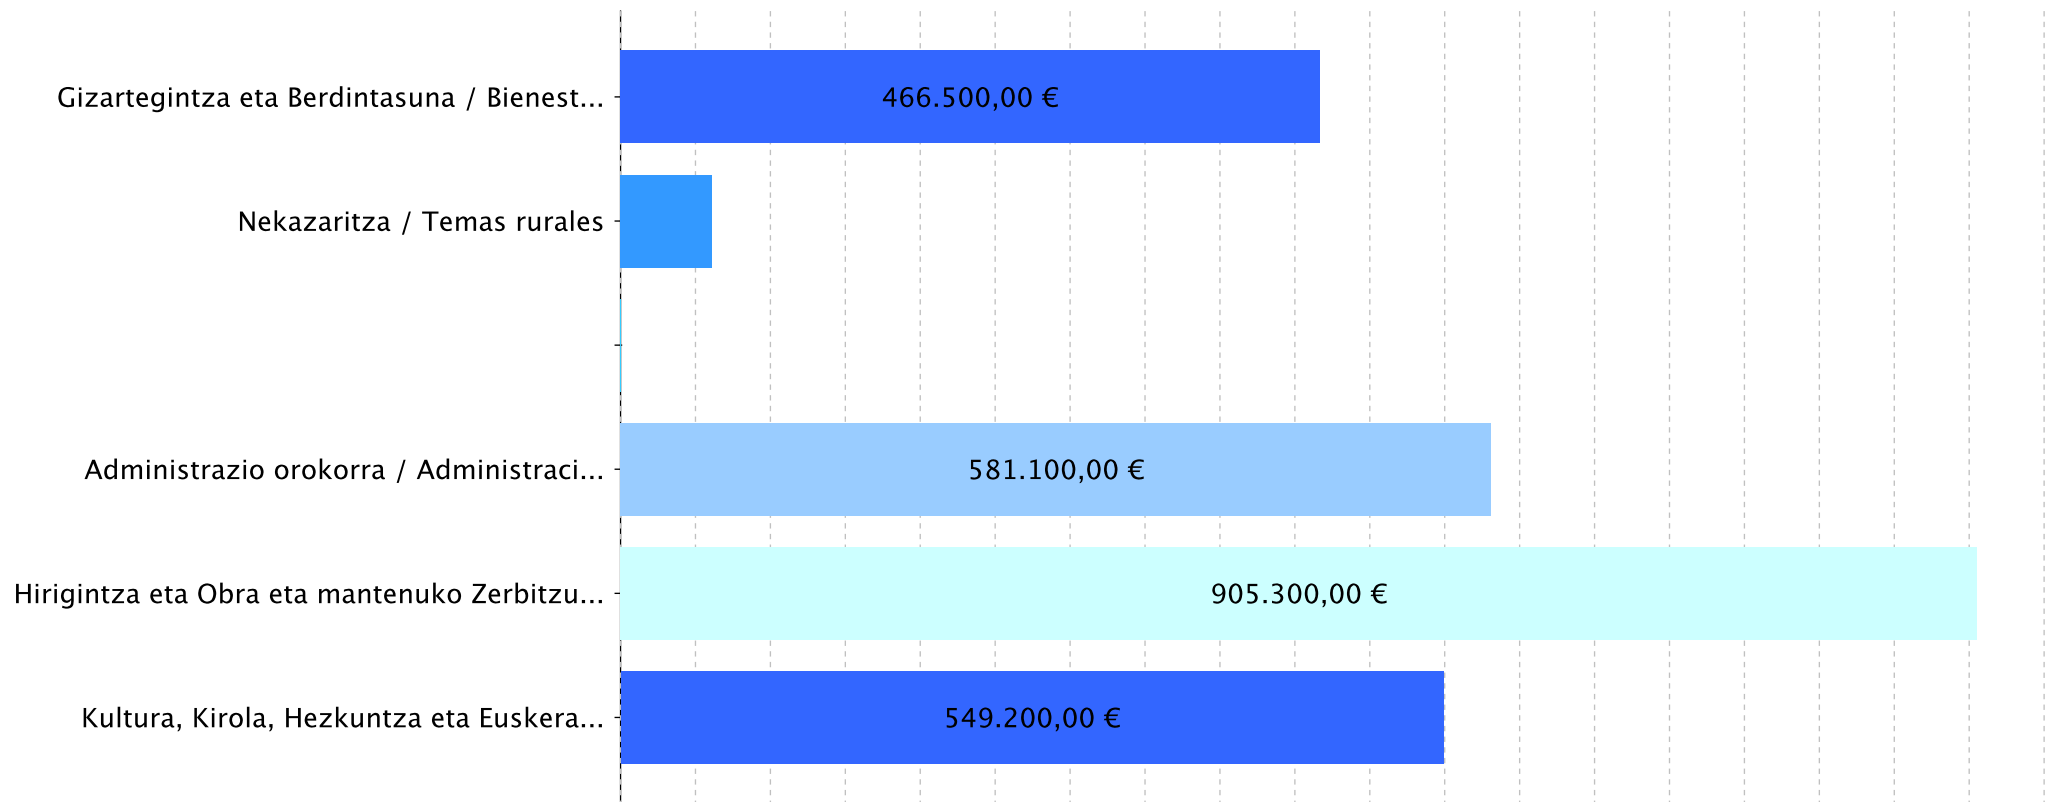 Gizartegintza eta Berdintasuna / Bienest... 466.500,00 €
Nekazaritza / Temas rurales
Administrazio orokorra / Administraci... 581.100,00 €
Hirigintza eta Obra eta mantenuko Zerbitzu... 905.300,00 €
Kultura, Kirola, Hezkuntza eta Euskera... 549.200,00 €